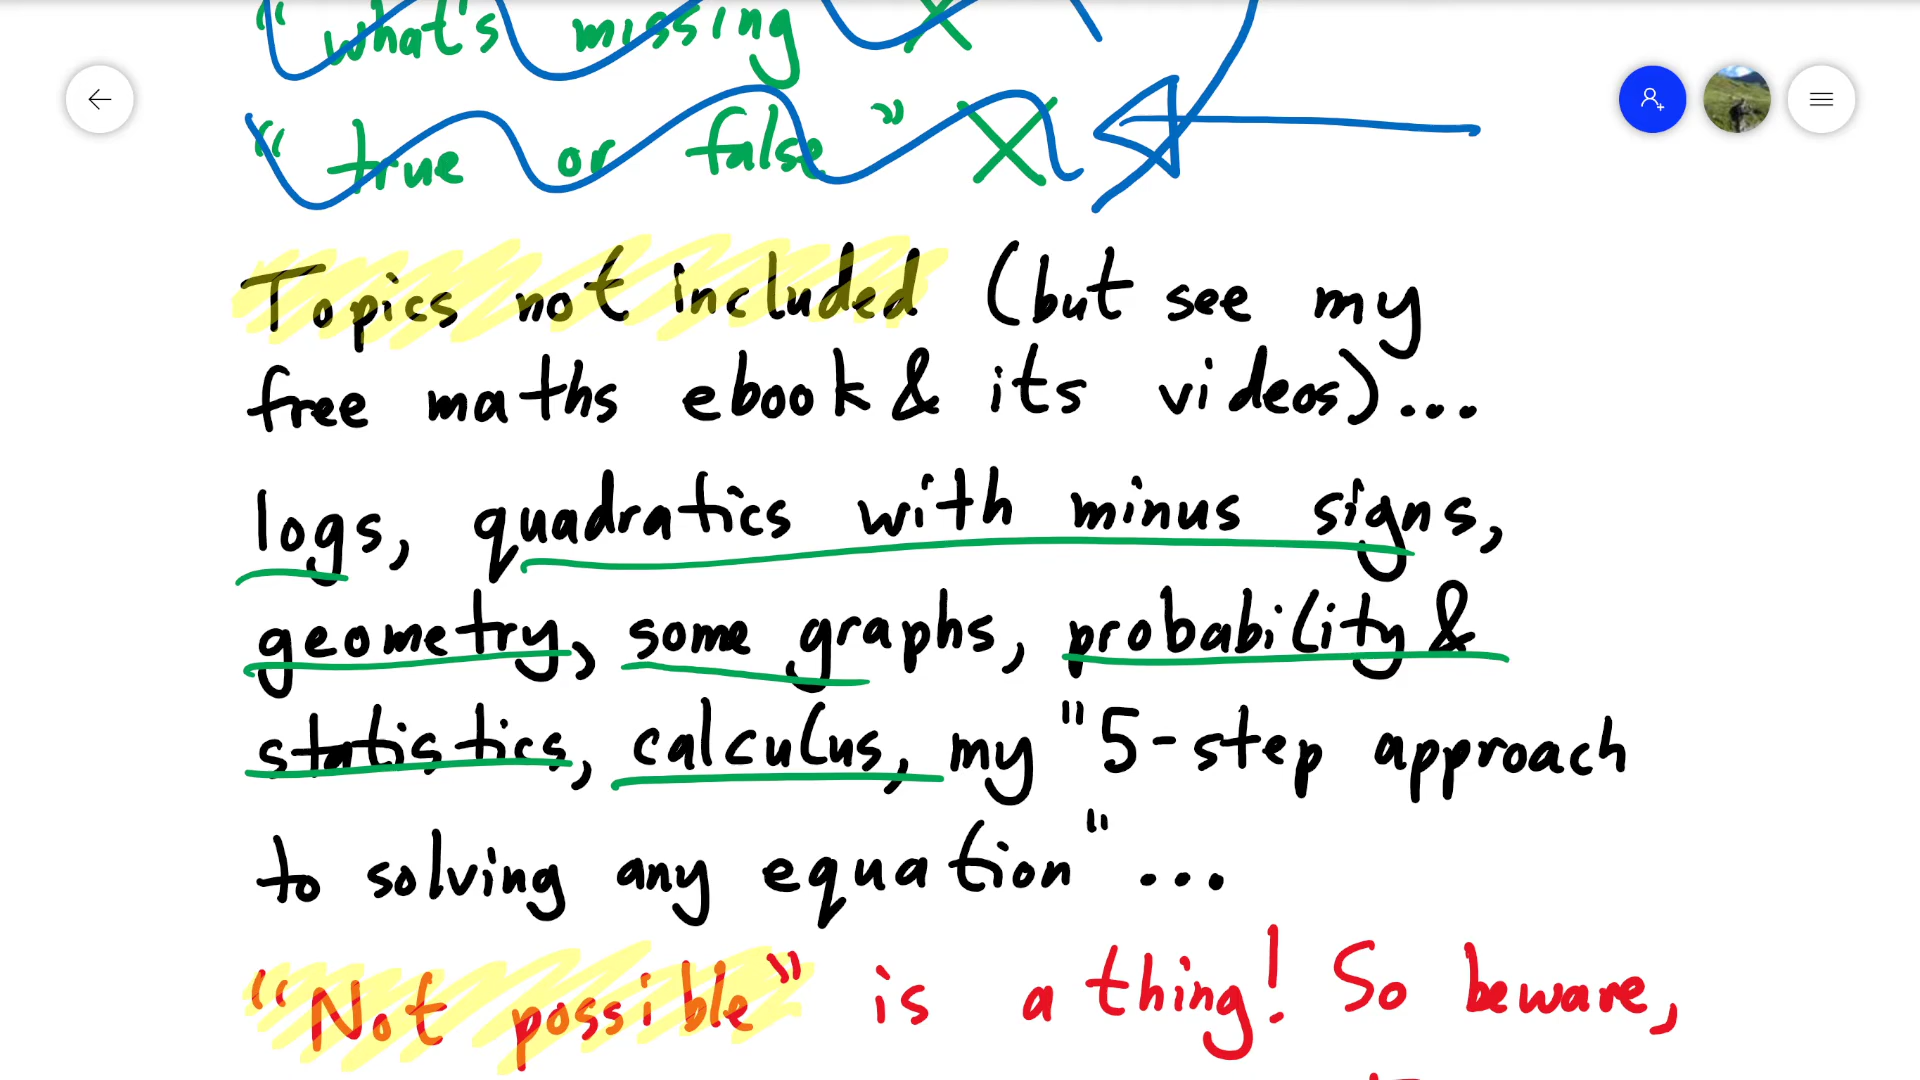 “what's missing
“true or false”
Topics not included (but see my
free maths ebook & its videos)...
logs, quadratics with minus signs,
geometry, some graphs, probability &
statistics, calculus, my "5-step approach
to solving any equation"...
“Not possible” is a thing! So beware,